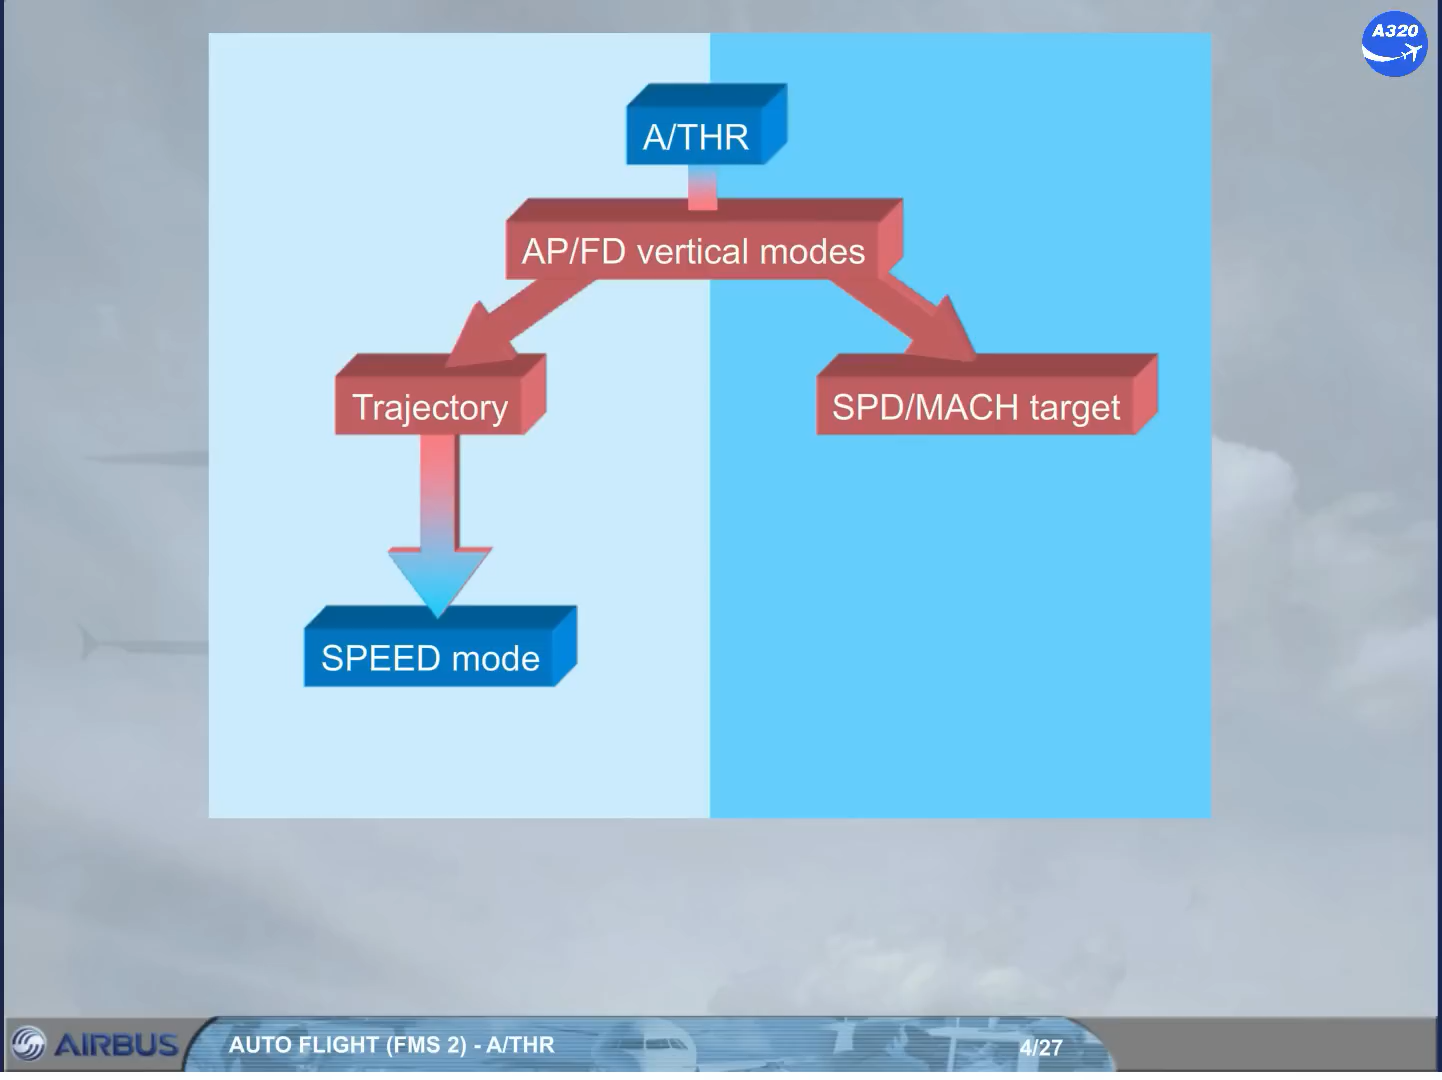 A320
A/THR
AP/FD vertical modes
Trajectory
SPD/MACH target
SPEED mode
AIRBUS
AUTO FLIGHT (FMS 2) - A/THR
4/27